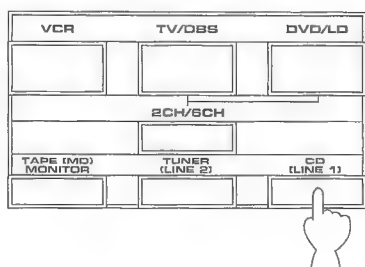 VCR TV/DBS DVD/LD
2CH/6CH
TAPE (MD) MONITOR TUNER (LINE 2) CD (LINE 1)